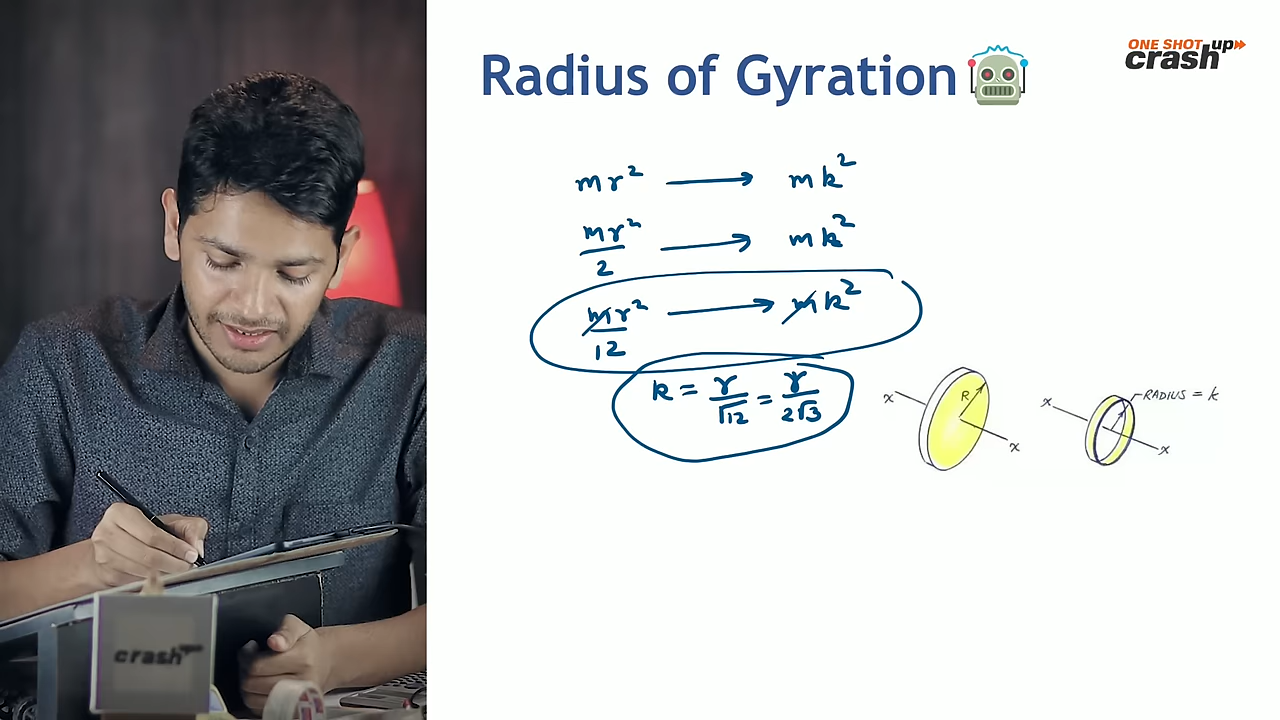 Radius of Gyration
ONE SHOT
crash up
mr² → mk²
mr²/2 → mk²
mr²/12 → mk²
k = r/√12 = r/2√3
R
x
x
x
x
RADIUS = k
crash